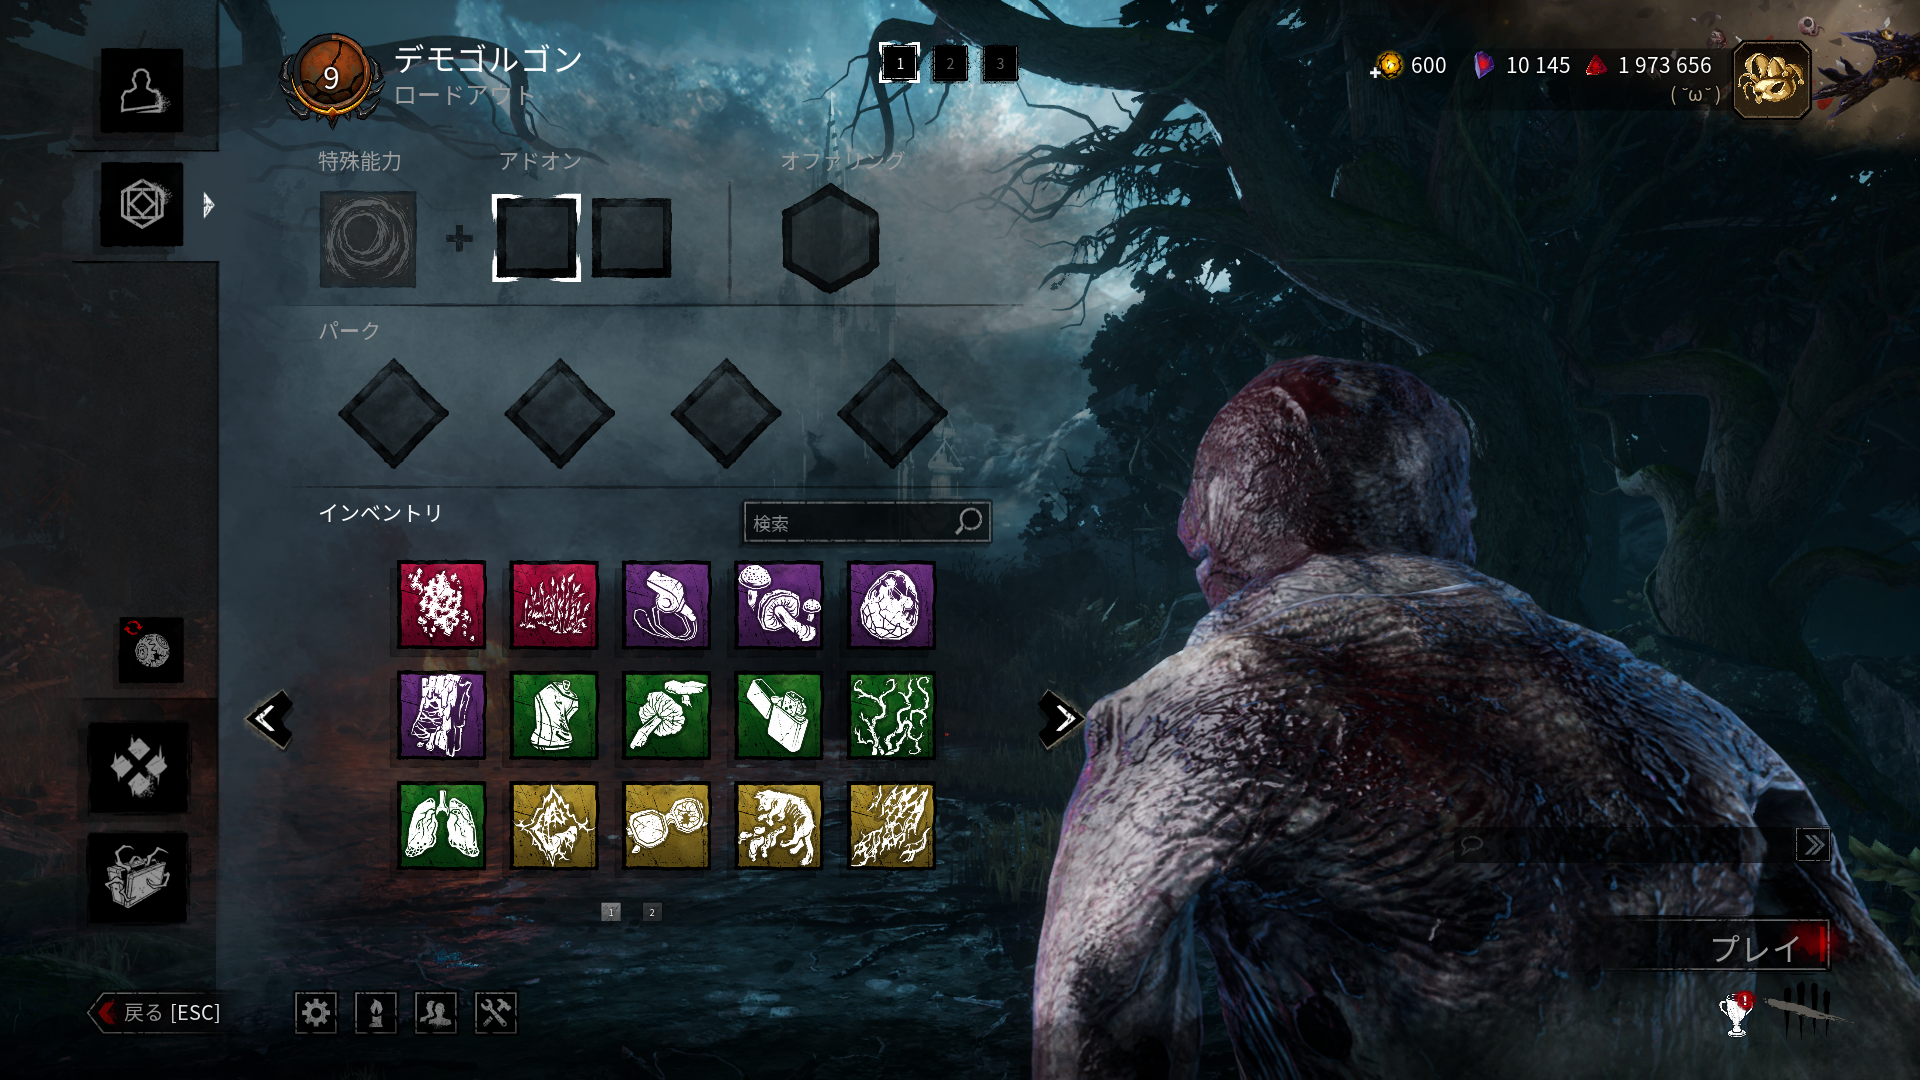 9
デモゴルゴン
ロードアウト
1 2 3
600 10 145 1 973 656
( ˘ω˘ )
特殊能力 アドオン オファリング
パーク
インベントリ
検索
1 2
プレイ
戻る [ESC]